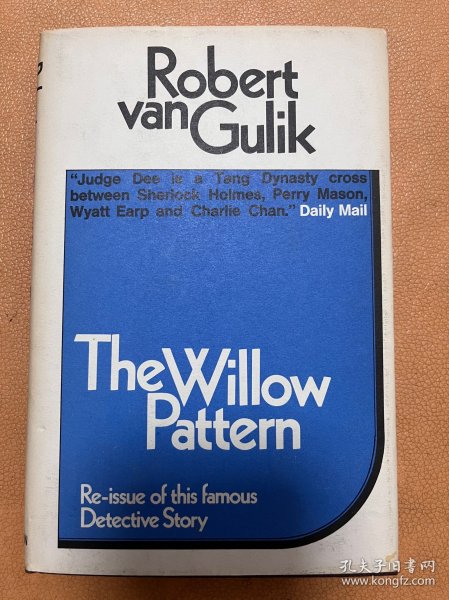 Robert
van Gulik
"Judge Dee is a Tang Dynasty cross
between Sherlock Holmes, Perry Mason,
Wyatt Earp and Charlie Chan." Daily Mail
The Willow
Pattern
Re-issue of this famous
Detective Story
孔夫子旧书网
www.kongfz.com